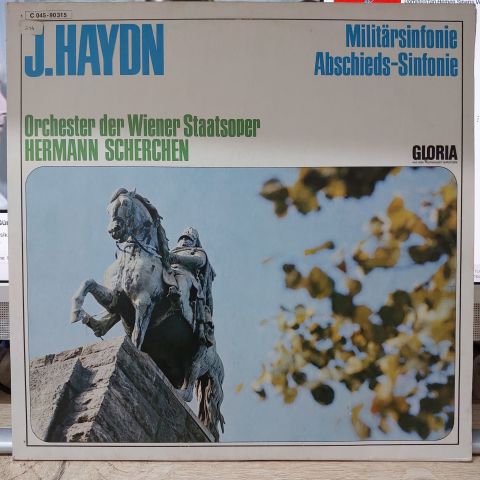 C 045-90 315
J. HAYDN
Militärsinfonie
Abschieds-Sinfonie
Orchester der Wiener Staatsoper
HERMANN SCHERCHEN
GLORIA